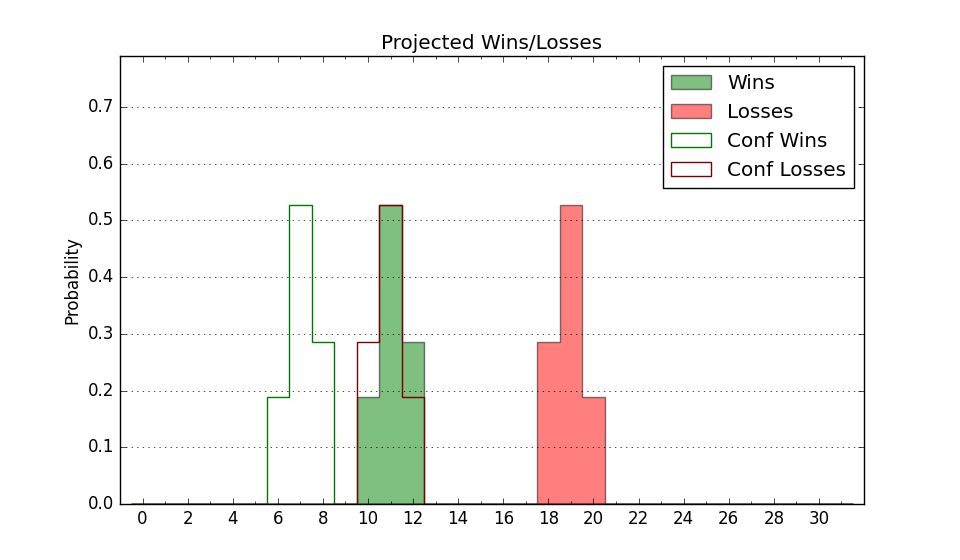 Projected Wins/Losses
Wins
Losses
Conf Wins
Conf Losses
Probability
0.7
0.6
0.5
0.4
0.3
0.2
0.1
0.0
0 2 4 6 8 10 12 14 16 18 20 22 24 26 28 30